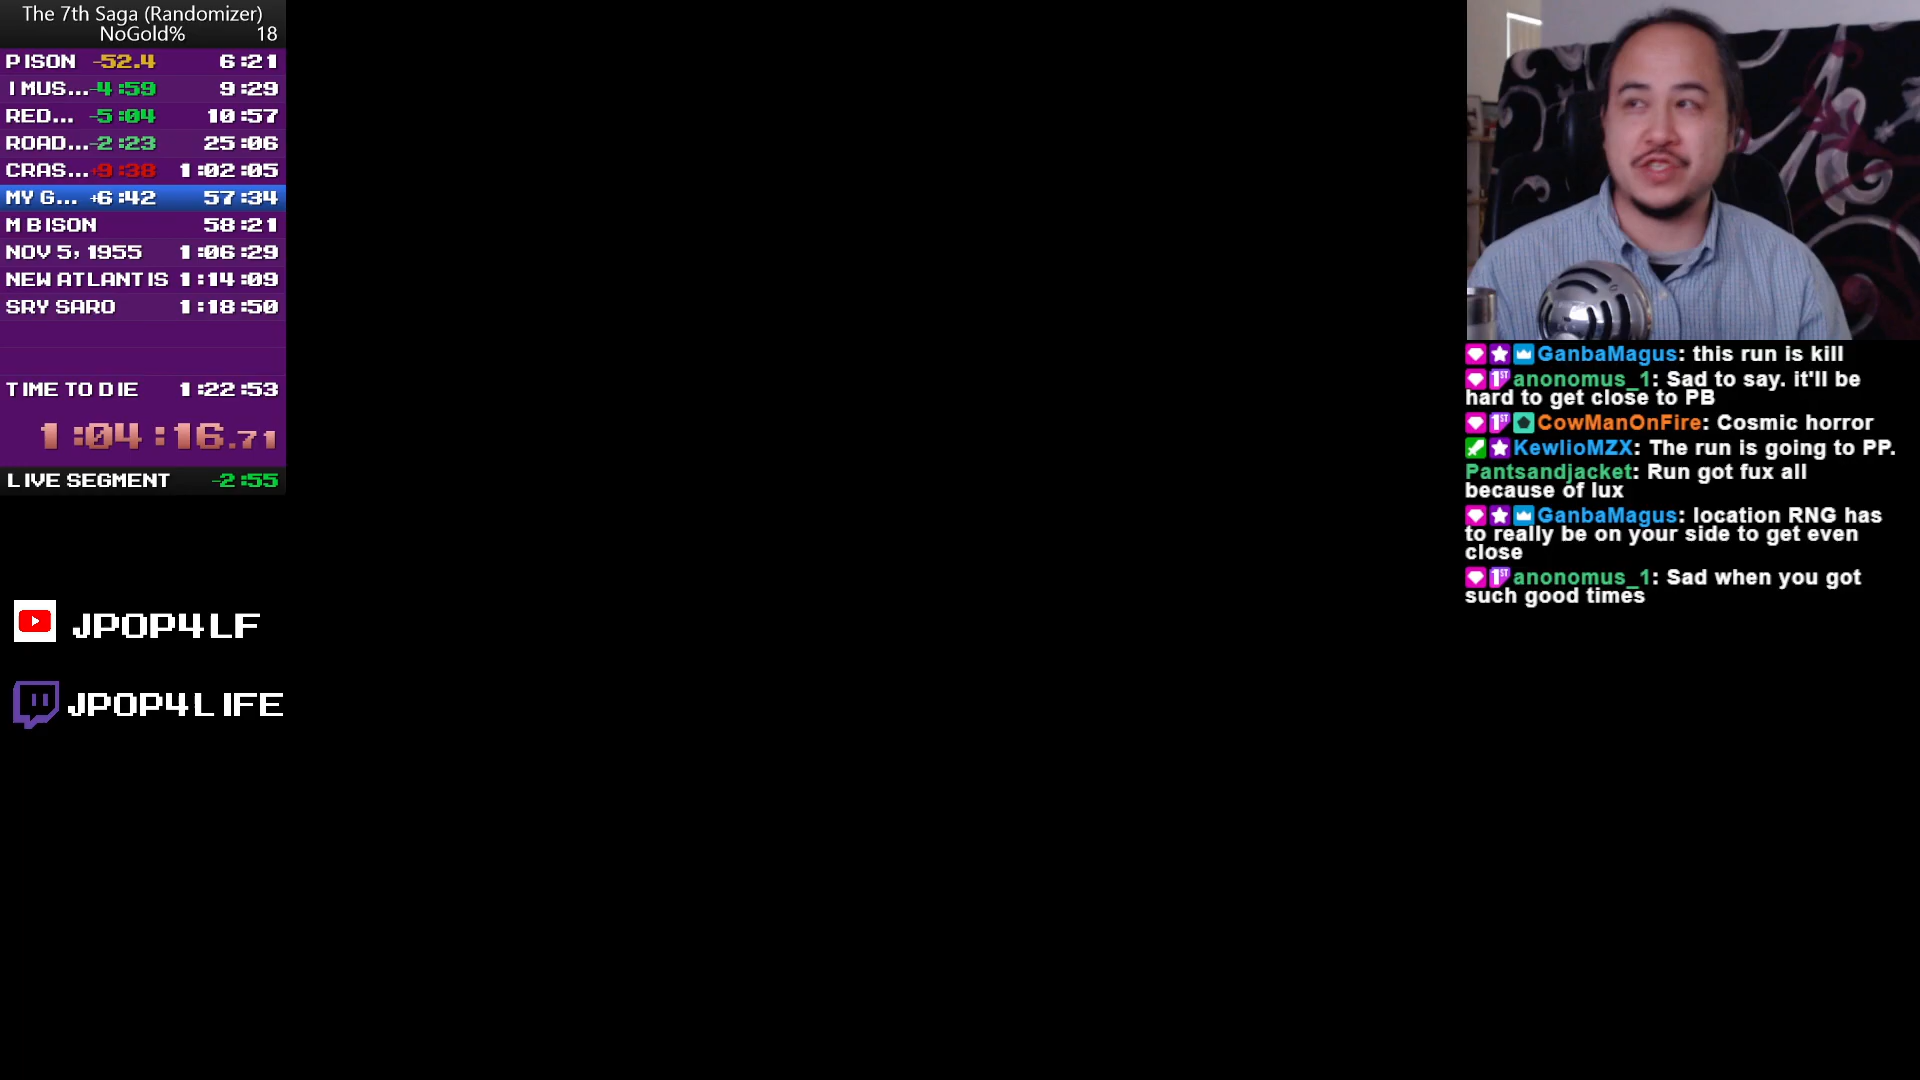 The 7th Saga (Randomizer)
NoGold% 18
PISON -52.4 6:21
I MUS... -4:59 9:29
RED... -5:04 10:57
ROAD... -2:23 25:06
CRAS... +9:38 1:02:05
MY G... +6:42 57:34
M BISON 58:21
NOV 5, 1955 1:06:29
NEW ATLANTIS 1:14:09
SRY SARO 1:18:50
TIME TO DIE 1:22:53
1:04:16.71
LIVE SEGMENT -2:55
JPOP4LF
JPOP4LIFE
GanbaMagus: this run is kill
1ST anonomus_1: Sad to say. it'll be
hard to get close to PB
1ST CowManOnFire: Cosmic horror
KewlioMZX: The run is going to PP.
Pantsandjacket: Run got fux all
because of lux
GanbaMagus: location RNG has
to really be on your side to get even
close
1ST anonomus_1: Sad when you got
such good times